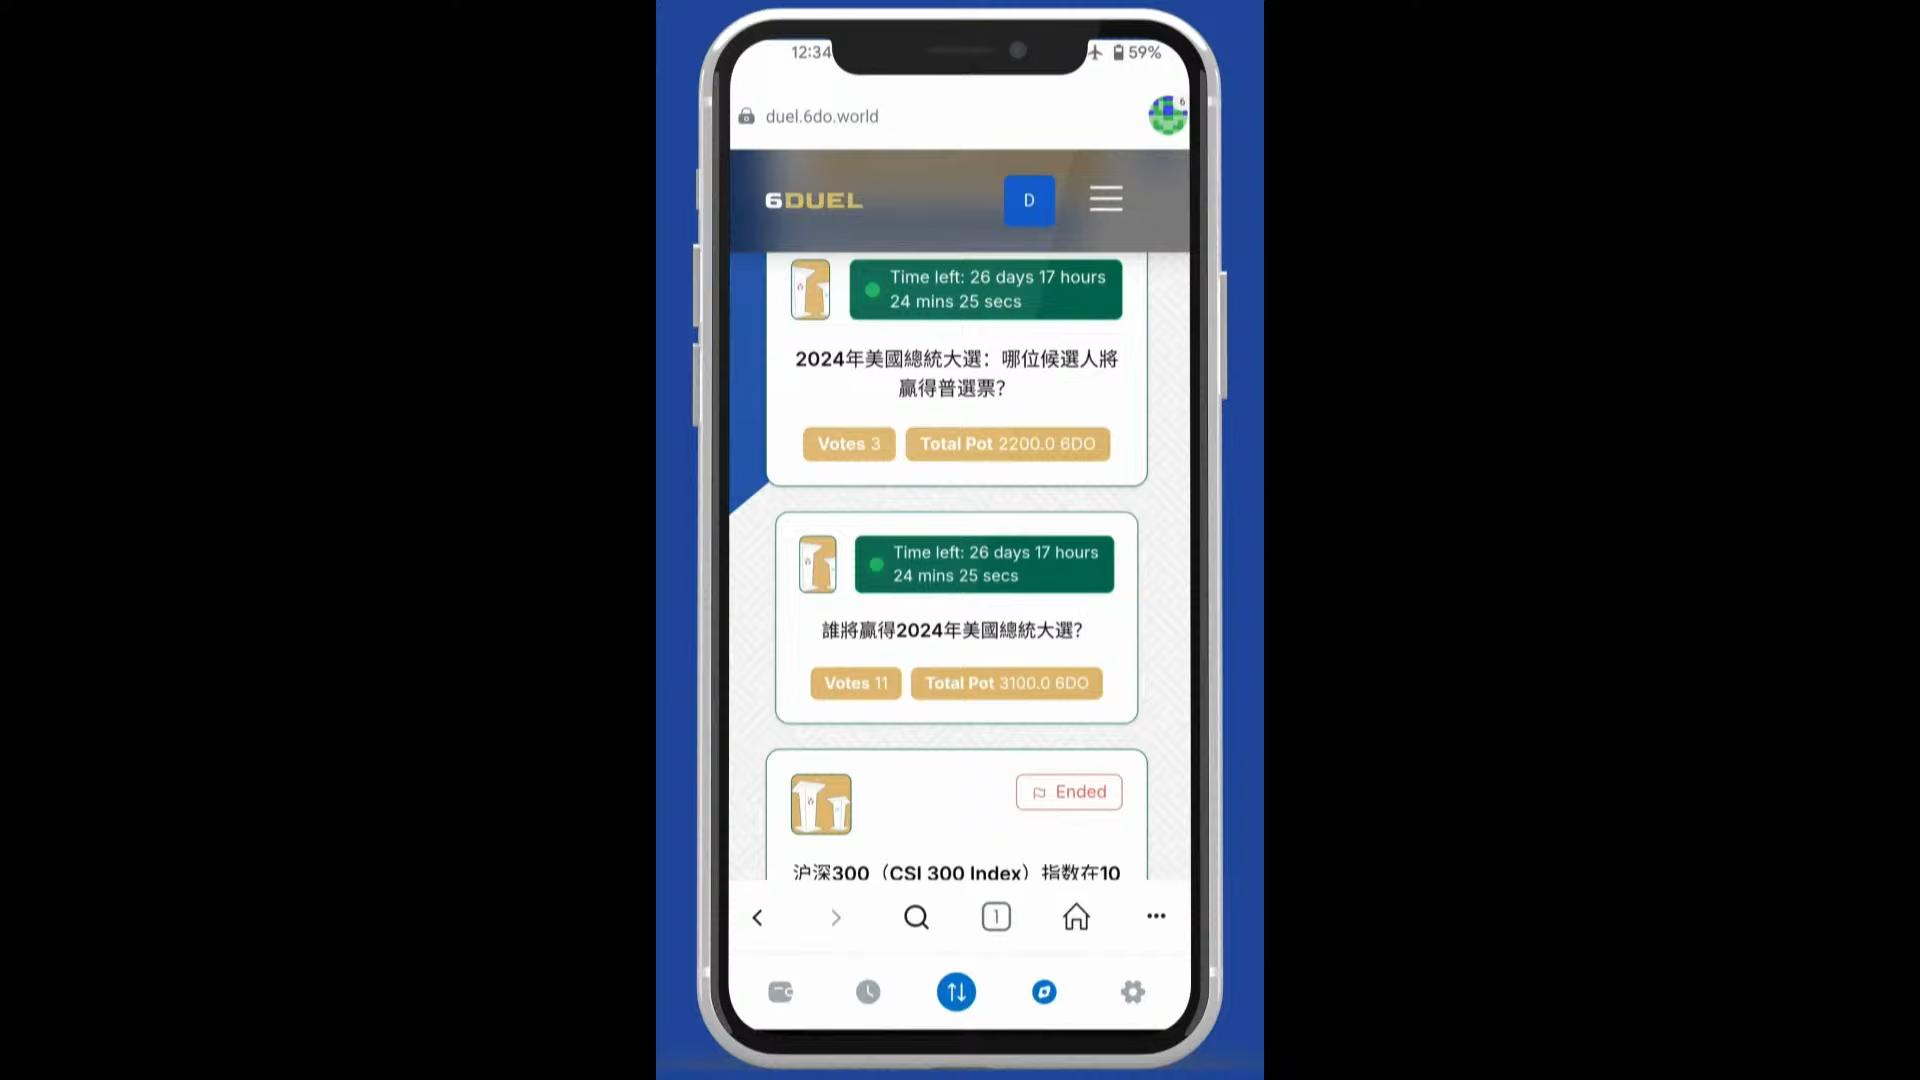 12:34
59%
duel.6do.world
6
6DUEL
D
Time left: 26 days 17 hours
24 mins 25 secs
2024年美國總統大選：哪位候選人將
贏得普選票？
Votes 3
Total Pot 2200.0 6DO
Time left: 26 days 17 hours
24 mins 25 secs
誰將贏得2024年美國總統大選？
Votes 11
Total Pot 3100.0 6DO
Ended
沪深300（CSI 300 Index）指数在10
1